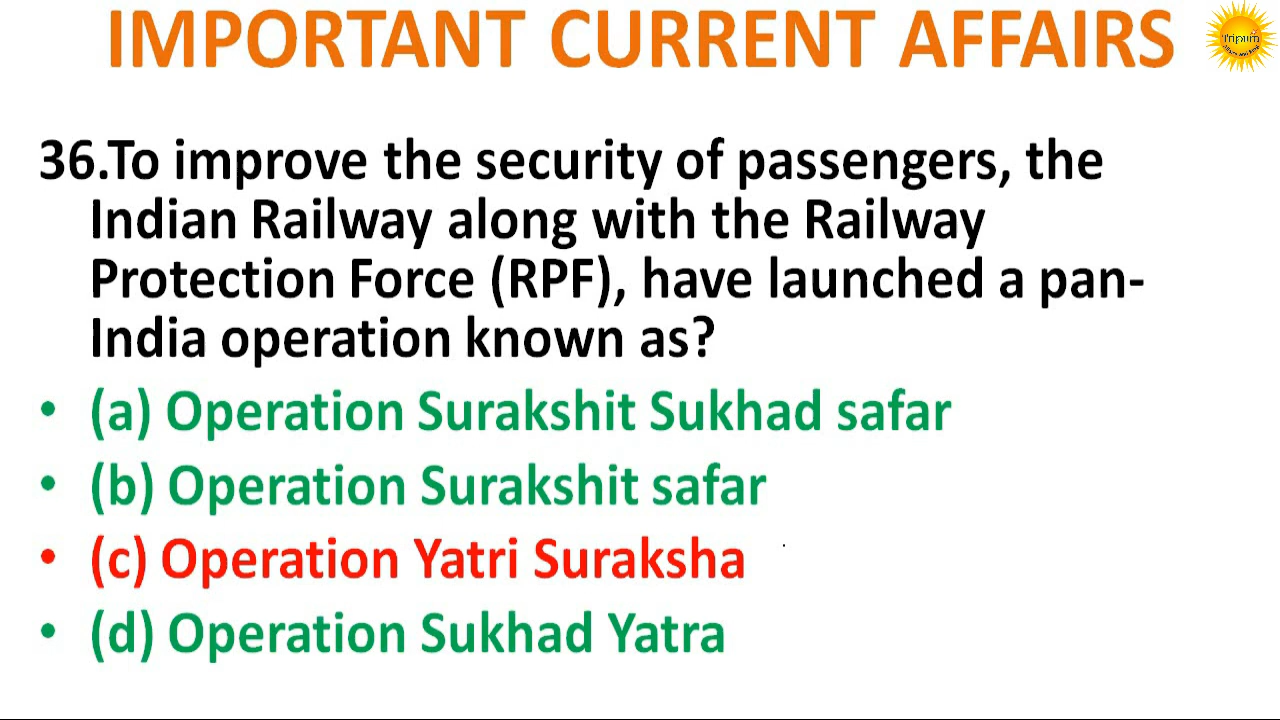 IMPORTANT CURRENT AFFAIRS
Tripura
36.To improve the security of passengers, the
Indian Railway along with the Railway
Protection Force (RPF), have launched a pan-
India operation known as?
• (a) Operation Surakshit Sukhad safar
• (b) Operation Surakshit safar
• (c) Operation Yatri Suraksha
• (d) Operation Sukhad Yatra